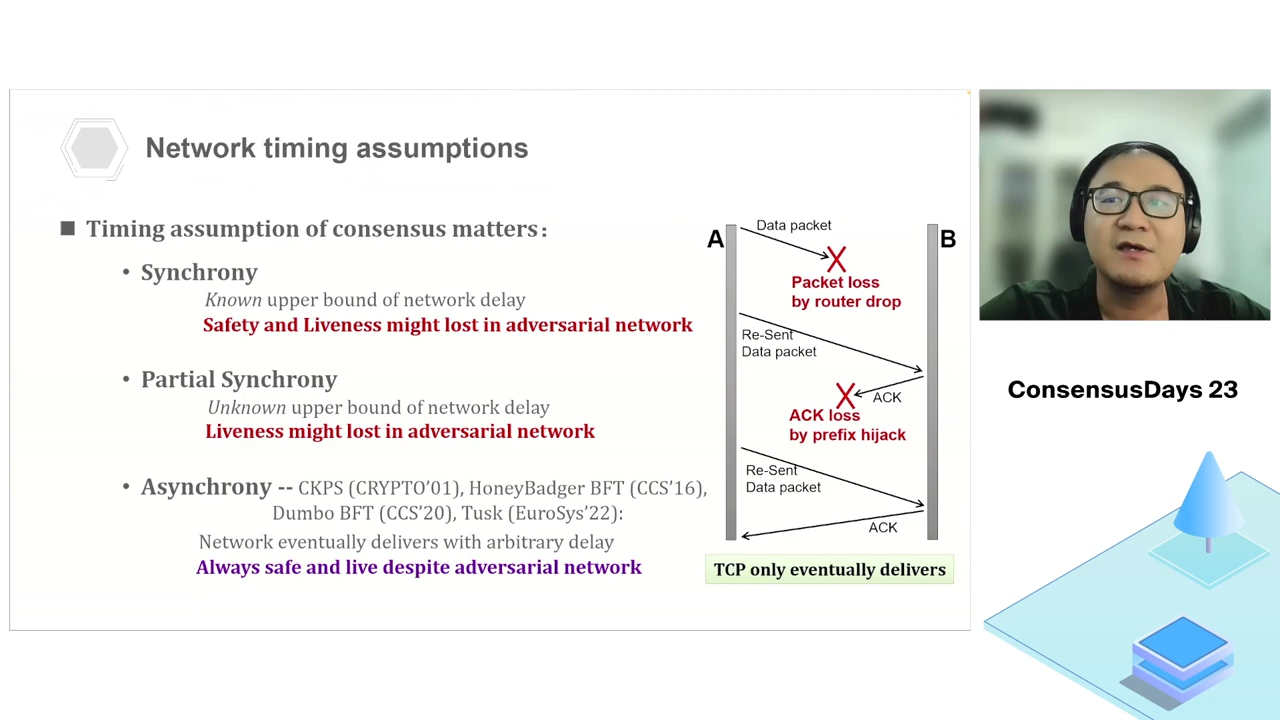 Network timing assumptions
■ Timing assumption of consensus matters:
• Synchrony
Known upper bound of network delay
Safety and Liveness might lost in adversarial network
• Partial Synchrony
Unknown upper bound of network delay
Liveness might lost in adversarial network
• Asynchrony -- CKPS (CRYPTO’01), HoneyBadger BFT (CCS’16),
Dumbo BFT (CCS’20), Tusk (EuroSys’22):
Network eventually delivers with arbitrary delay
Always safe and live despite adversarial network
A
B
Data packet
Packet loss
by router drop
Re-Sent
Data packet
ACK
ACK loss
by prefix hijack
Re-Sent
Data packet
ACK
TCP only eventually delivers
ConsensusDays 23